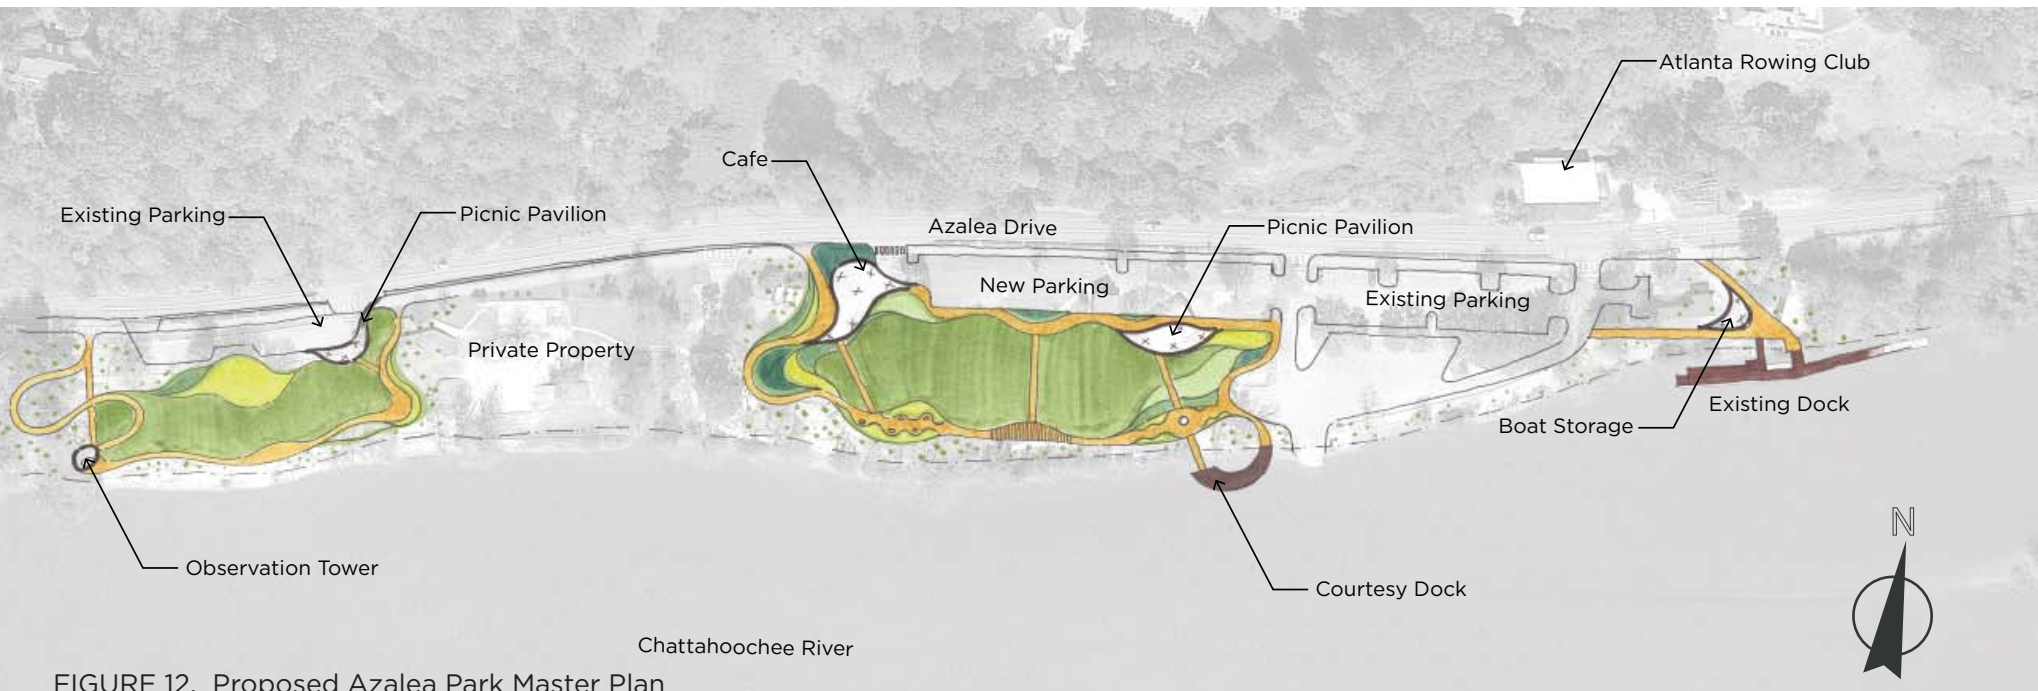 Atlanta Rowing Club
Cafe
Existing Parking
Picnic Pavilion
Azalea Drive
Picnic Pavilion
New Parking
Existing Parking
Private Property
Existing Dock
Boat Storage
N
Observation Tower
Courtesy Dock
Chattahoochee River
FIGURE 12. Proposed Azalea Park Master Plan